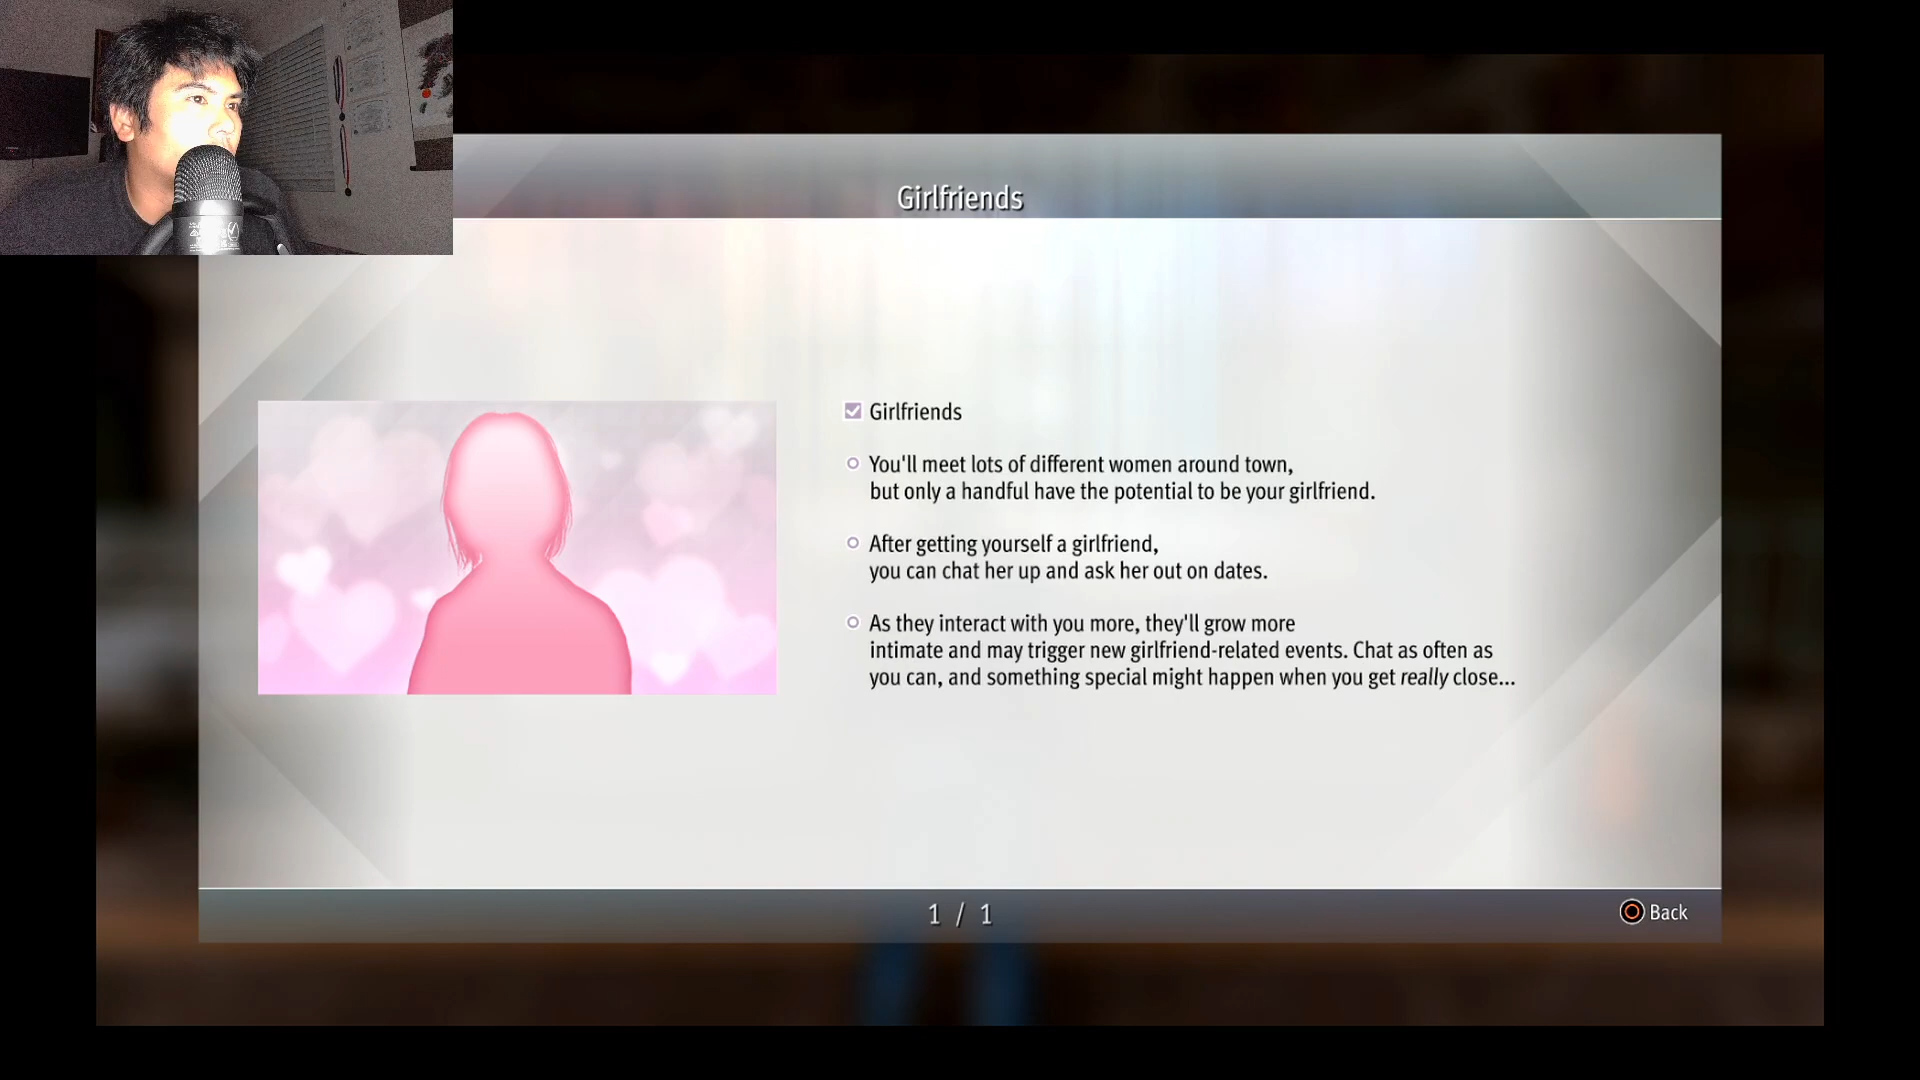 Girlfriends
Girlfriends
You'll meet lots of different women around town,
but only a handful have the potential to be your girlfriend.
After getting yourself a girlfriend,
you can chat her up and ask her out on dates.
As they interact with you more, they'll grow more
intimate and may trigger new girlfriend-related events. Chat as often as
you can, and something special might happen when you get really close...
1 / 1
Back